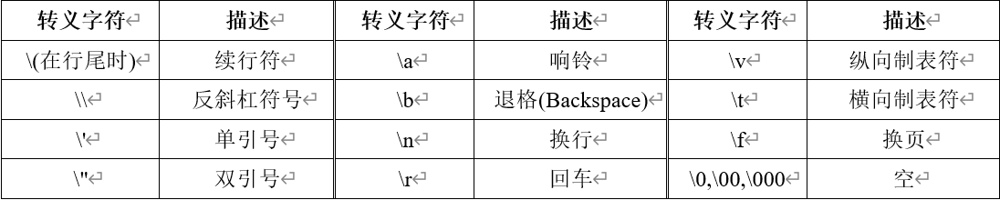 转义字符 描述 转义字符 描述 转义字符 描述
\(在行尾时) 续行符 \a 响铃 \v 纵向制表符
\\ 反斜杠符号 \b 退格(Backspace) \t 横向制表符
\' 单引号 \n 换行 \f 换页
\" 双引号 \r 回车 \0,\00,\000 空